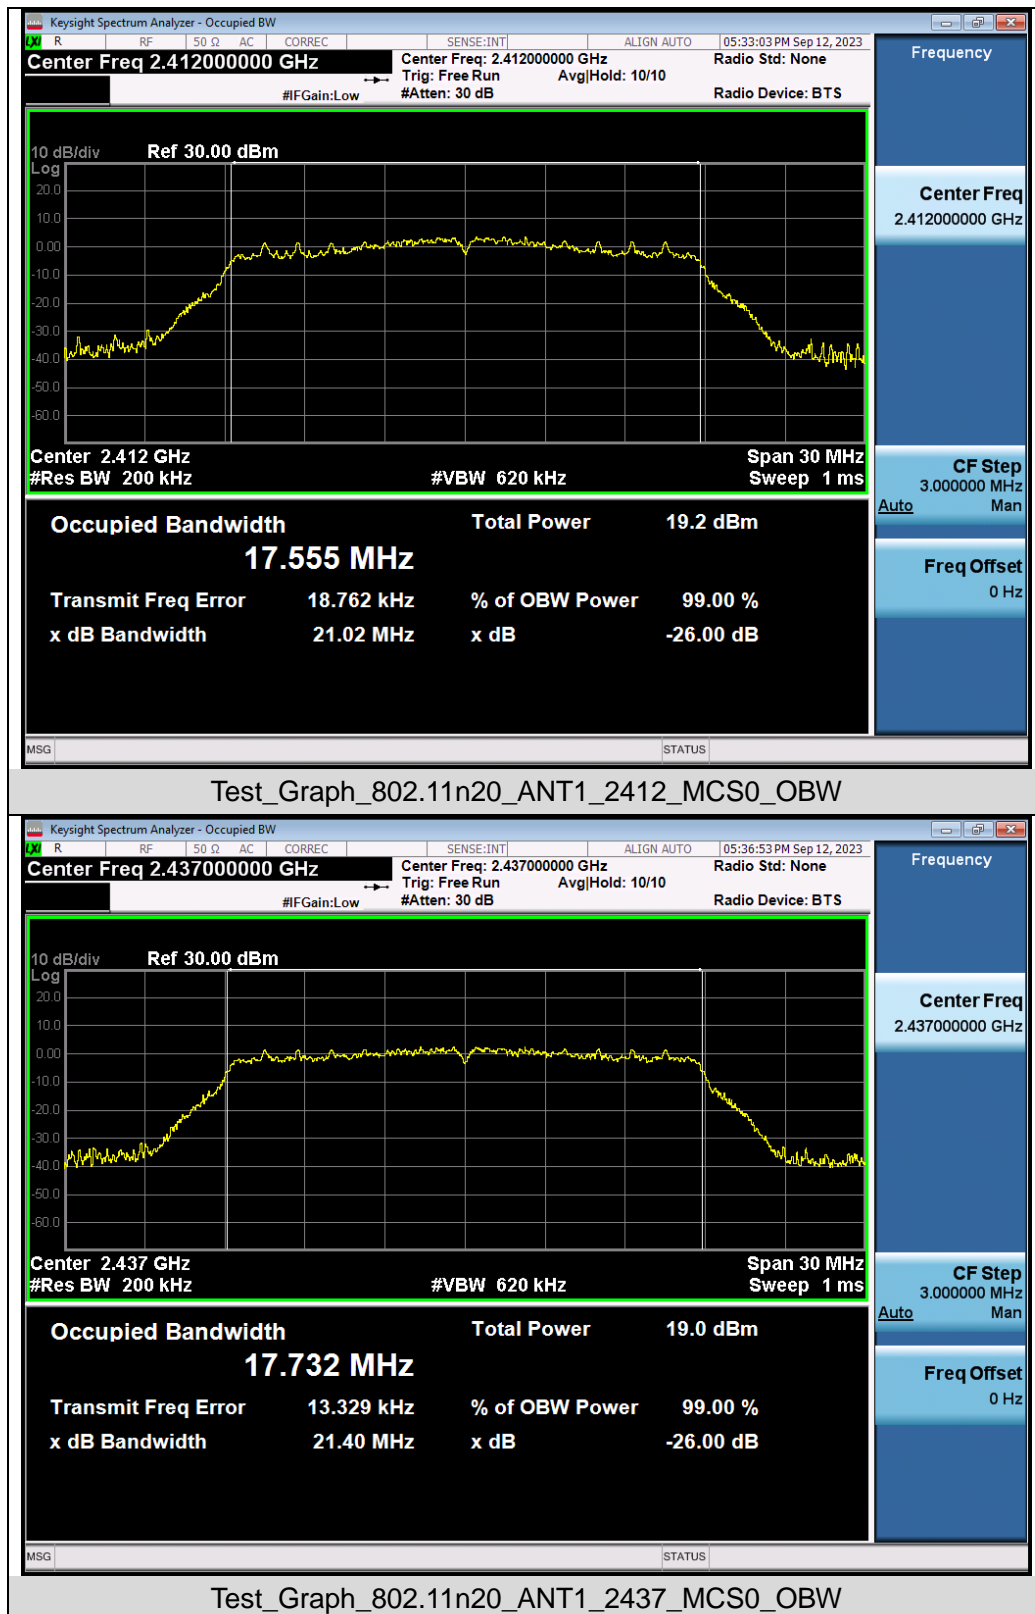 Keysight Spectrum Analyzer - Occupied BW
LXI R RF 50 Ω AC CORREC SENSE:INT ALIGN AUTO 05:33:03 PM Sep 12, 2023
Center Freq 2.412000000 GHz
Center Freq: 2.412000000 GHz
Radio Std: None
Trig: Free Run Avg|Hold: 10/10
#IFGain:Low
#Atten: 30 dB
Radio Device: BTS
Frequency
10 dB/div Ref 30.00 dBm
Log
20.0
10.0
0.00
-10.0
-20.0
-30.0
-40.0
-50.0
-60.0
Center Freq
2.412000000 GHz
Center 2.412 GHz Span 30 MHz
#Res BW 200 kHz #VBW 620 kHz Sweep 1 ms
CF Step
3.000000 MHz
Auto Man
Freq Offset
0 Hz
Occupied Bandwidth Total Power 19.2 dBm
17.555 MHz
Transmit Freq Error 18.762 kHz % of OBW Power 99.00 %
x dB Bandwidth 21.02 MHz x dB -26.00 dB
MSG STATUS
Test_Graph_802.11n20_ANT1_2412_MCS0_OBW
Keysight Spectrum Analyzer - Occupied BW
LXI R RF 50 Ω AC CORREC SENSE:INT ALIGN AUTO 05:36:53 PM Sep 12, 2023
Center Freq 2.437000000 GHz
Center Freq: 2.437000000 GHz
Radio Std: None
Trig: Free Run Avg|Hold: 10/10
#IFGain:Low
#Atten: 30 dB
Radio Device: BTS
Frequency
10 dB/div Ref 30.00 dBm
Log
20.0
10.0
0.00
-10.0
-20.0
-30.0
-40.0
-50.0
-60.0
Center Freq
2.437000000 GHz
Center 2.437 GHz Span 30 MHz
#Res BW 200 kHz #VBW 620 kHz Sweep 1 ms
CF Step
3.000000 MHz
Auto Man
Freq Offset
0 Hz
Occupied Bandwidth Total Power 19.0 dBm
17.732 MHz
Transmit Freq Error 13.329 kHz % of OBW Power 99.00 %
x dB Bandwidth 21.40 MHz x dB -26.00 dB
MSG STATUS
Test_Graph_802.11n20_ANT1_2437_MCS0_OBW